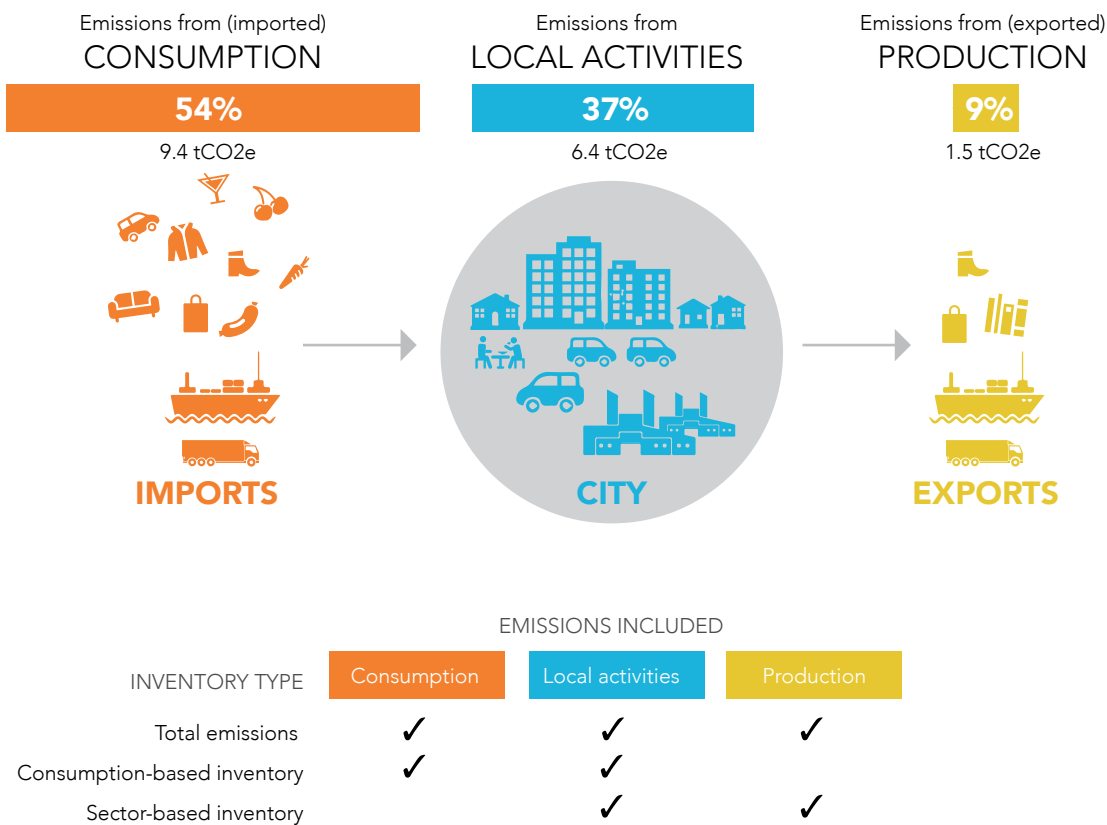 Emissions from (imported)
CONSUMPTION
54%
9.4 tCO2e
IMPORTS
Emissions from
LOCAL ACTIVITIES
37%
6.4 tCO2e
CITY
Emissions from (exported)
PRODUCTION
9%
1.5 tCO2e
EXPORTS
EMISSIONS INCLUDED
INVENTORY TYPE Consumption Local activities Production
Total emissions ✓ ✓ ✓
Consumption-based inventory ✓ ✓
Sector-based inventory ✓ ✓